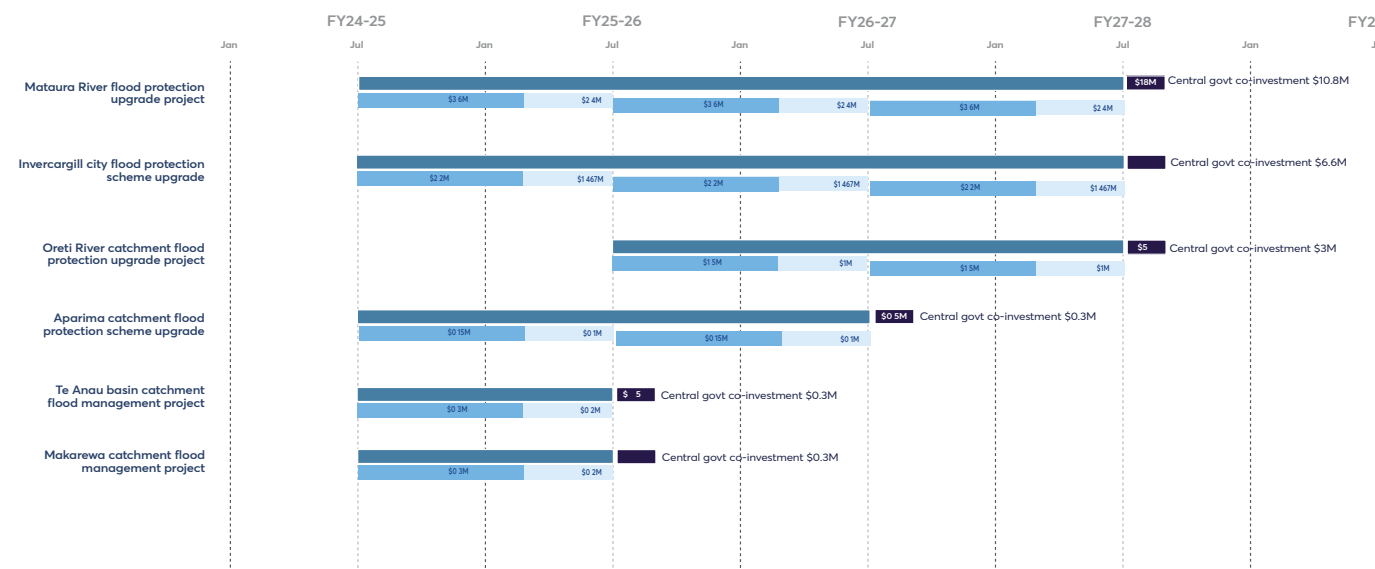 FY24-25 FY25-26 FY26-27 FY27-28 FY2
Jan Jul Jan Jul Jan Jul Jan Jul Jan J
Mataura River flood protection
upgrade project
$18M Central govt co-investment $10.8M
$3 6M $2 4M $3 6M $2 4M $3 6M $2 4M
Invercargill city flood protection
scheme upgrade
Central govt co-investment $6.6M
$2 2M $1 467M $2 2M $1 467M $2 2M $1 467M
Oreti River catchment flood
protection upgrade project
$5 Central govt co-investment $3M
$1 5M $1M $1 5M $1M
Aparima catchment flood
protection scheme upgrade
$0 5M Central govt co-investment $0.3M
$0 15M $0 1M $0 15M $0 1M
Te Anau basin catchment
flood management project
$ 5 Central govt co-investment $0.3M
$0 3M $0 2M
Makarewa catchment flood
management project
Central govt co-investment $0.3M
$0 3M $0 2M